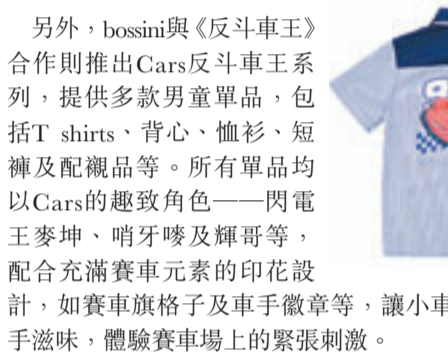 另外，bossini與《反斗車王》
合作則推出Cars反斗車王系
列，提供多款男童單品，包
括T shirts、背心、恤衫、短
褲及配襯品等。所有單品均
以Cars的趣致角色——閃電
王麥坤、哨牙嘜及輝哥等，
配合充滿賽車元素的印花設
計，如賽車旗格子及車手徽章等，讓小車
手滋味，體驗賽車場上的緊張刺激。